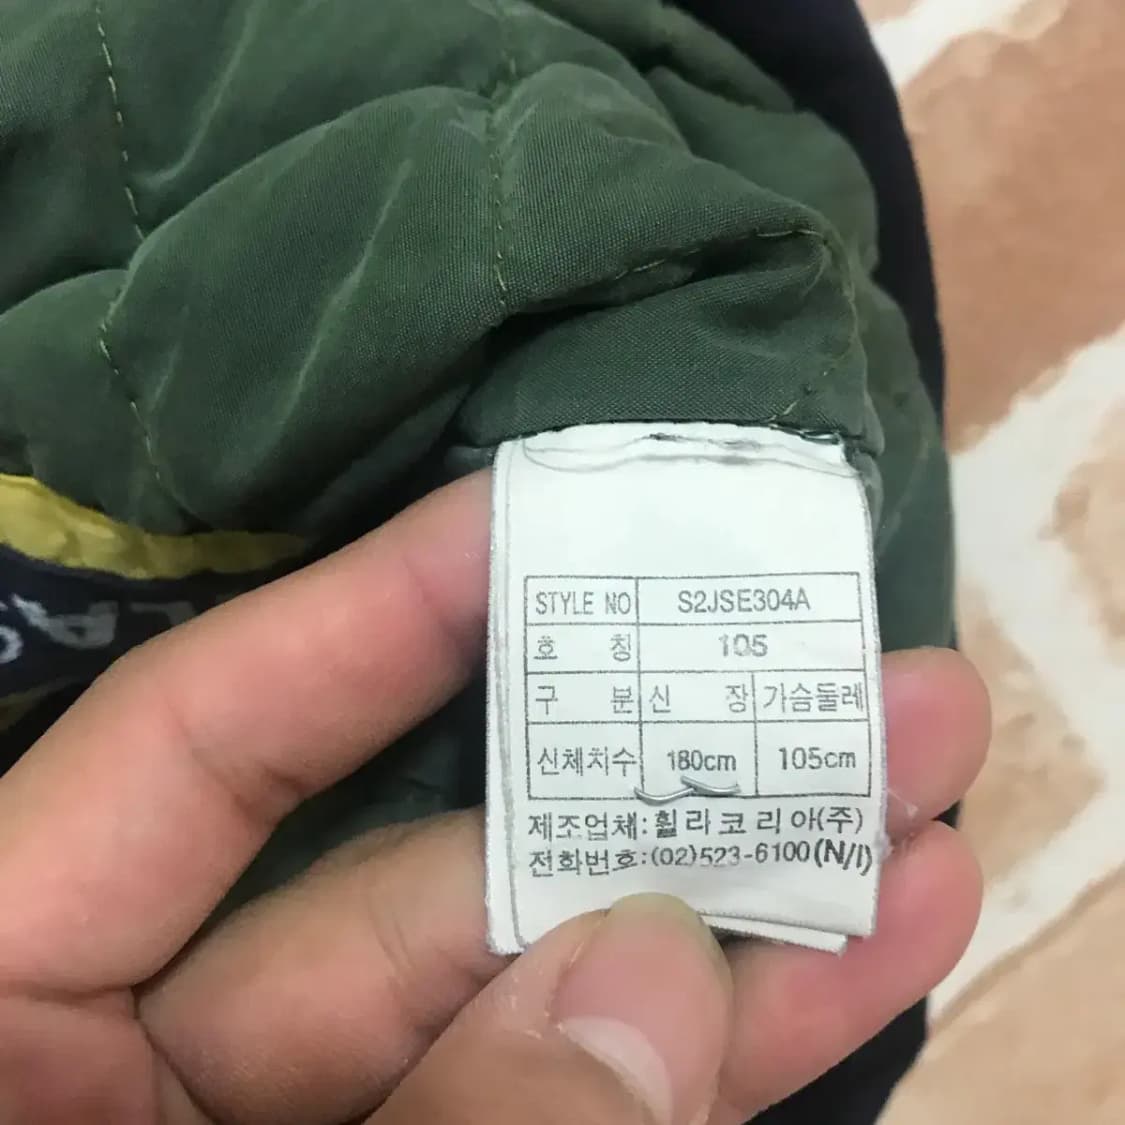 STYLE NO S2JSE304A
호 칭 105
구 분 신 장 가슴둘레
신체치수 180cm 105cm
제조업체:휠라코리아(주)
전화번호:(02)523-6100(N/I)